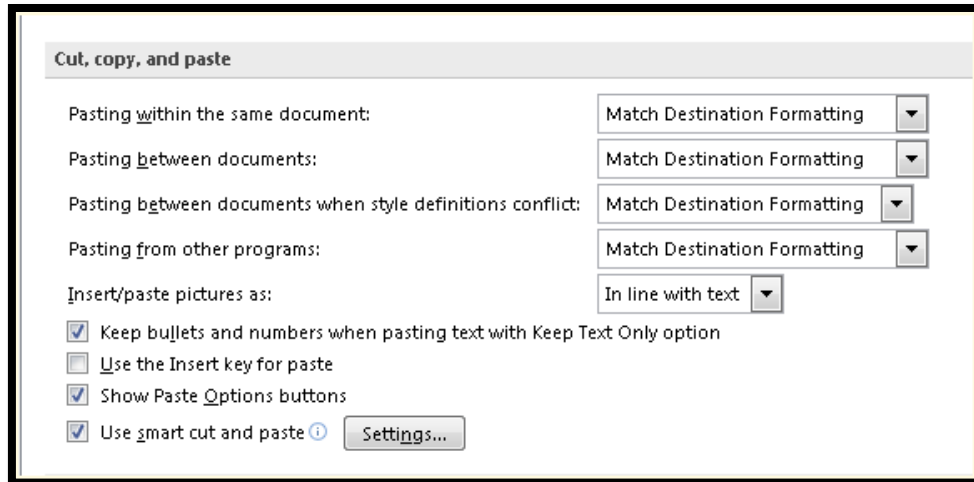 Cut, copy, and paste
Pasting within the same document: Match Destination Formatting
Pasting between documents: Match Destination Formatting
Pasting between documents when style definitions conflict: Match Destination Formatting
Pasting from other programs: Match Destination Formatting
Insert/paste pictures as: In line with text
Keep bullets and numbers when pasting text with Keep Text Only option
Use the Insert key for paste
Show Paste Options buttons
Use smart cut and paste Settings...